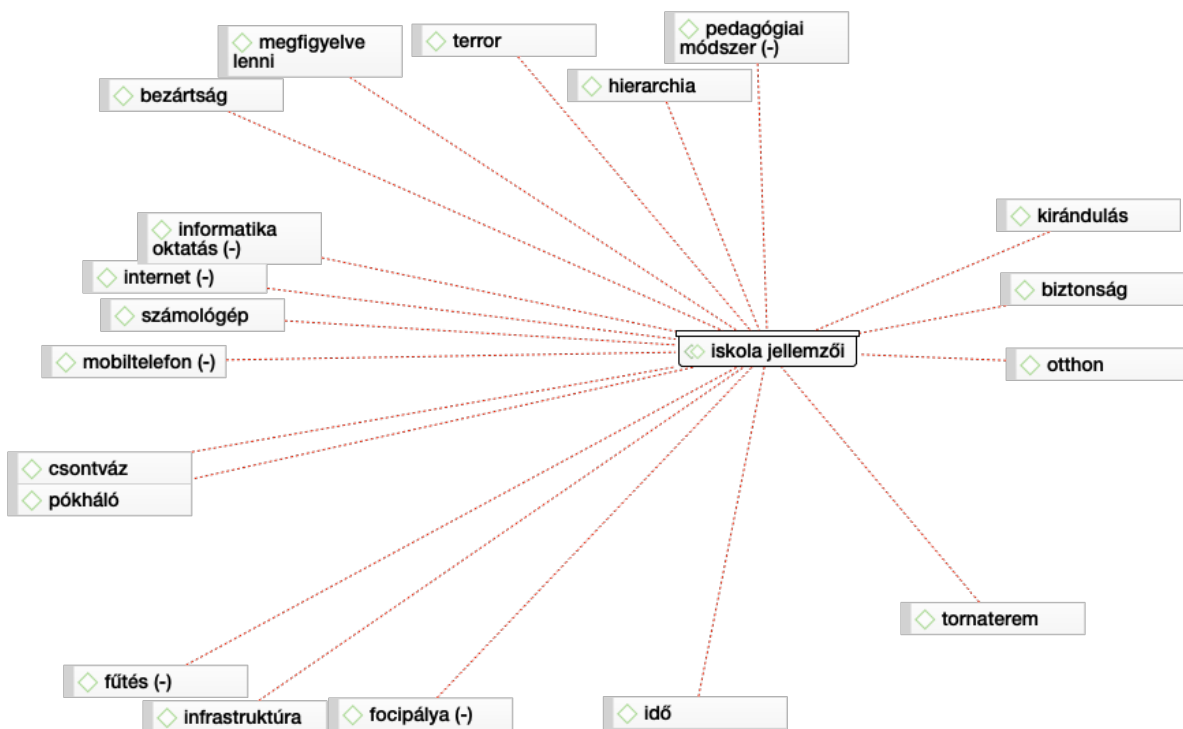 megfigyelve
lenni
terror
pedagógiai
módszer (-)
hierarchia
bezártság
kirándulás
informatika
oktatás (-)
internet (-)
biztonság
számológép
iskola jellemzői
mobiltelefon (-)
otthon
csontváz
pókháló
tornaterem
fűtés (-)
infrastruktúra
focipálya (-)
idő